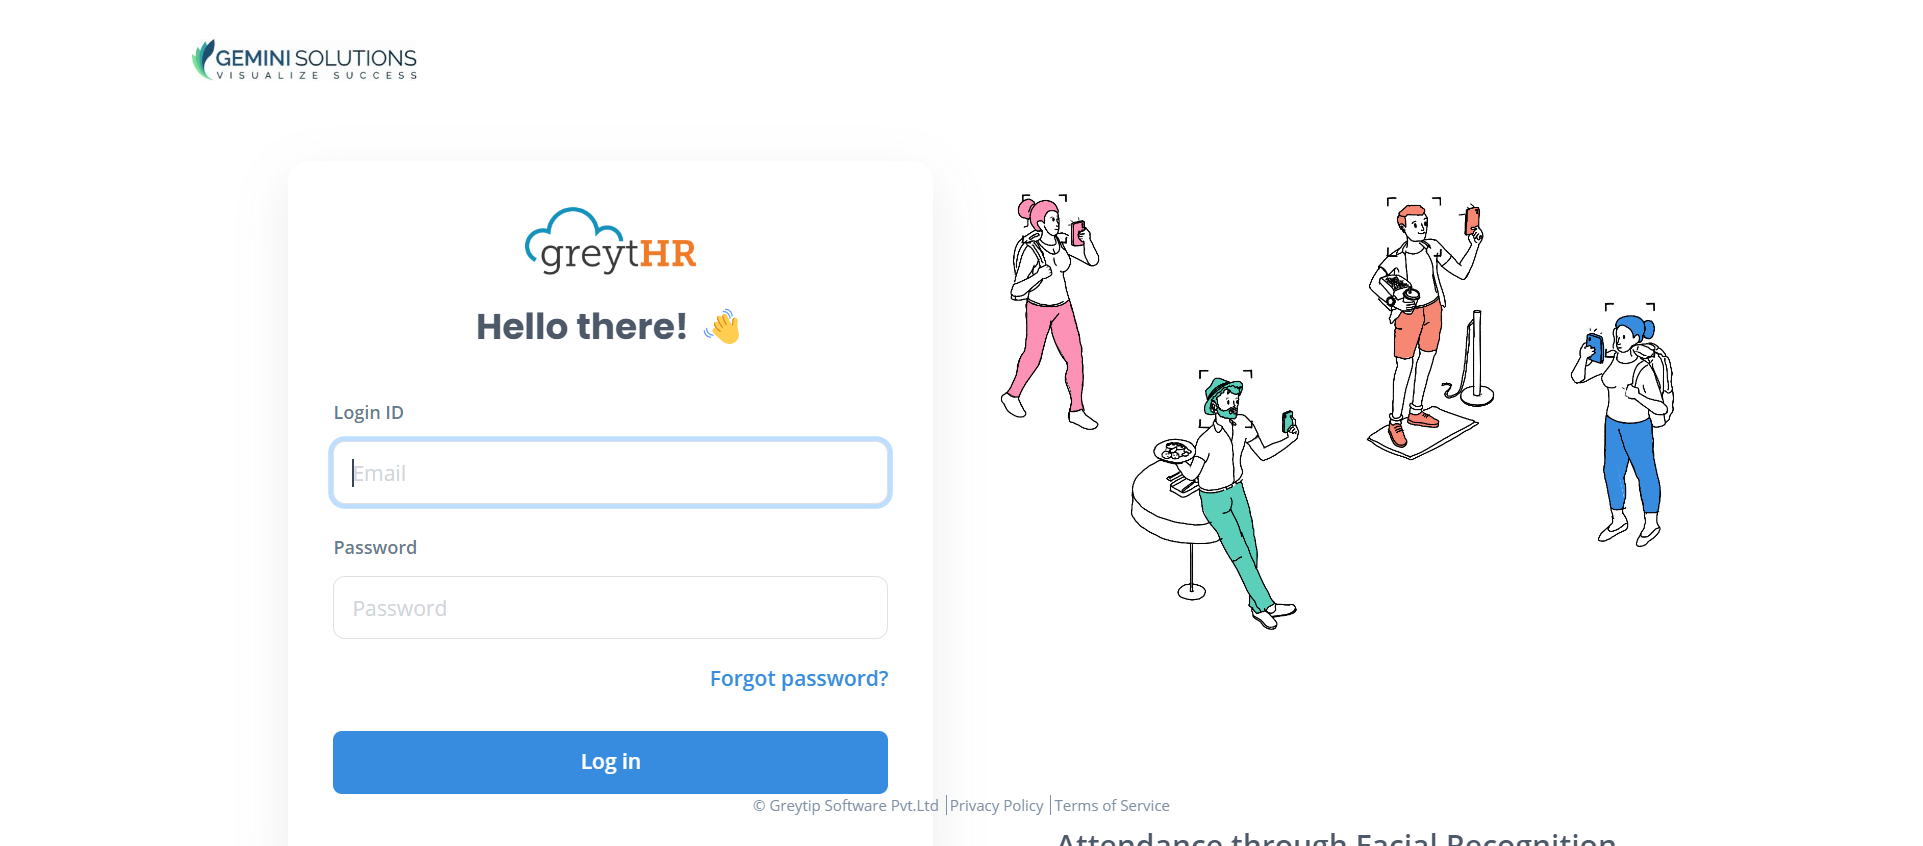 GEMINI SOLUTIONS
VISUALIZE SUCCESS
greytHR
Hello there! 👋
Login ID
Email
Password
Password
Forgot password?
Log in
© Greytip Software Pvt.Ltd | Privacy Policy | Terms of Service
Attendance through Facial Recognition